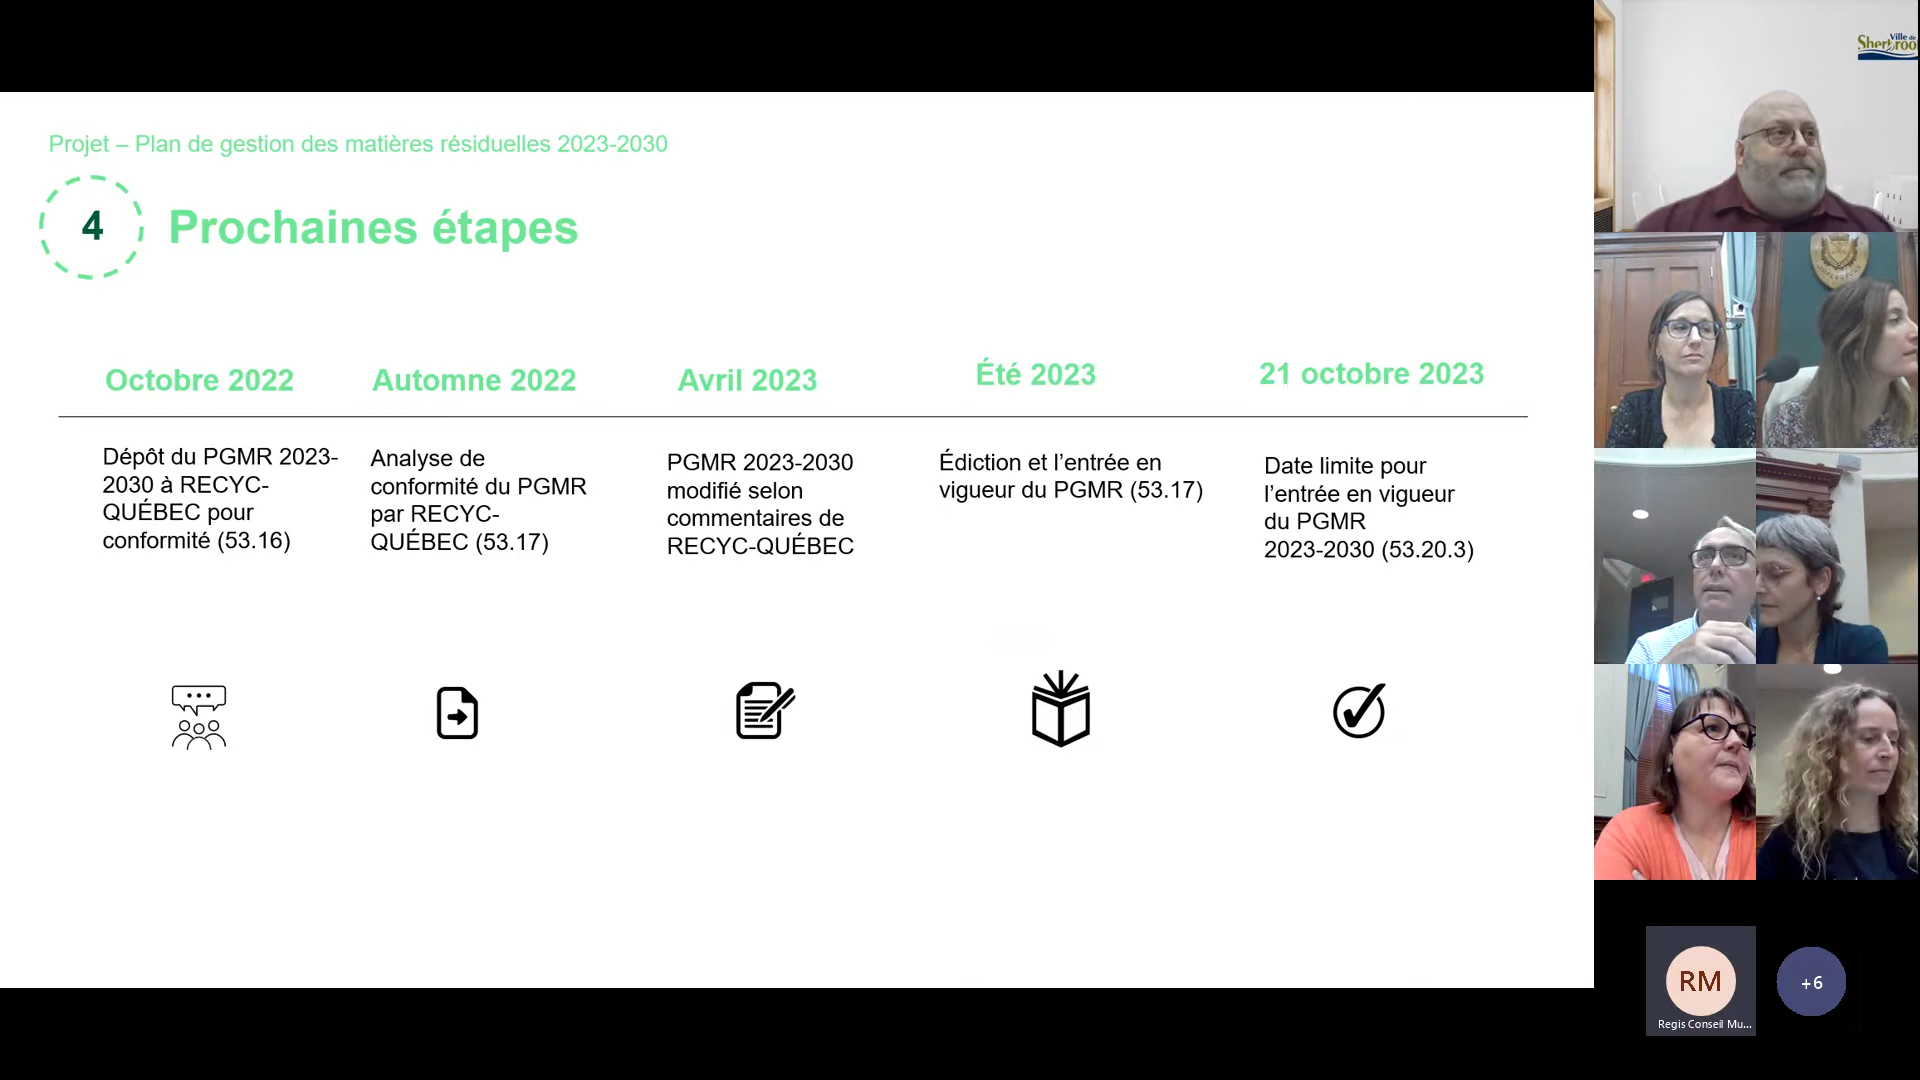 Projet – Plan de gestion des matières résiduelles 2023-2030
4
Prochaines étapes
Octobre 2022
Dépôt du PGMR 2023-
2030 à RECYC-
QUÉBEC pour
conformité (53.16)
Automne 2022
Analyse de
conformité du PGMR
par RECYC-
QUÉBEC (53.17)
Avril 2023
PGMR 2023-2030
modifié selon
commentaires de
RECYC-QUÉBEC
Été 2023
Édiction et l’entrée en
vigueur du PGMR (53.17)
21 octobre 2023
Date limite pour
l’entrée en vigueur
du PGMR
2023-2030 (53.20.3)
Ville de
Sherbroo
RM
Regis Conseil Mu...
+6